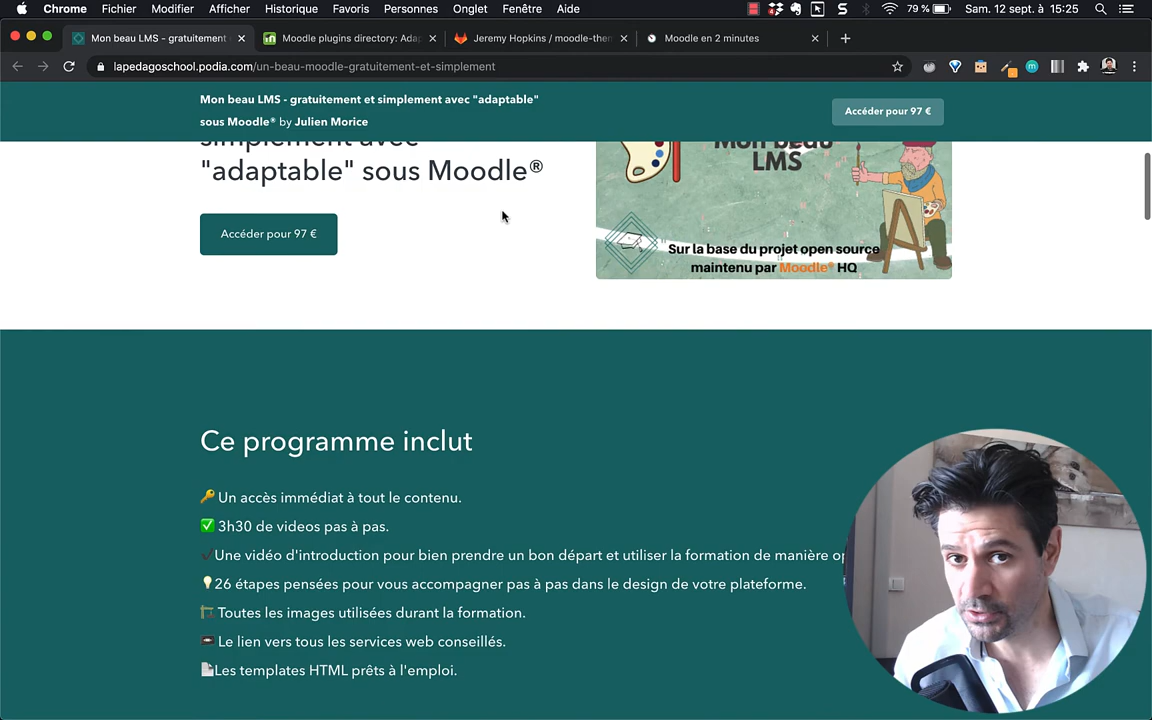 Chrome Fichier Modifier Afficher Historique Favoris Personnes Onglet Fenêtre Aide 79 % Sam. 12 sept. à 15:25
Mon beau LMS - gratuitement Moodle plugins directory: Ada Jeremy Hopkins / moodle-the Moodle en 2 minutes
lapedagoschool.podia.com/un-beau-moodle-gratuitement-et-simplement
Mon beau LMS - gratuitement et simplement avec "adaptable"
sous Moodle® by Julien Morice
Accéder pour 97 €
simplement avec
"adaptable" sous Moodle®
Accéder pour 97 €
Mon beau
LMS
Sur la base du projet open source
maintenu par Moodle® HQ
Ce programme inclut
🔑 Un accès immédiat à tout le contenu.
✅ 3h30 de videos pas à pas.
✔️Une vidéo d'introduction pour bien prendre un bon départ et utiliser la formation de manière op
💡26 étapes pensées pour vous accompagner pas à pas dans le design de votre plateforme.
🏗️ Toutes les images utilisées durant la formation.
Le lien vers tous les services web conseillés.
📄Les templates HTML prêts à l'emploi.